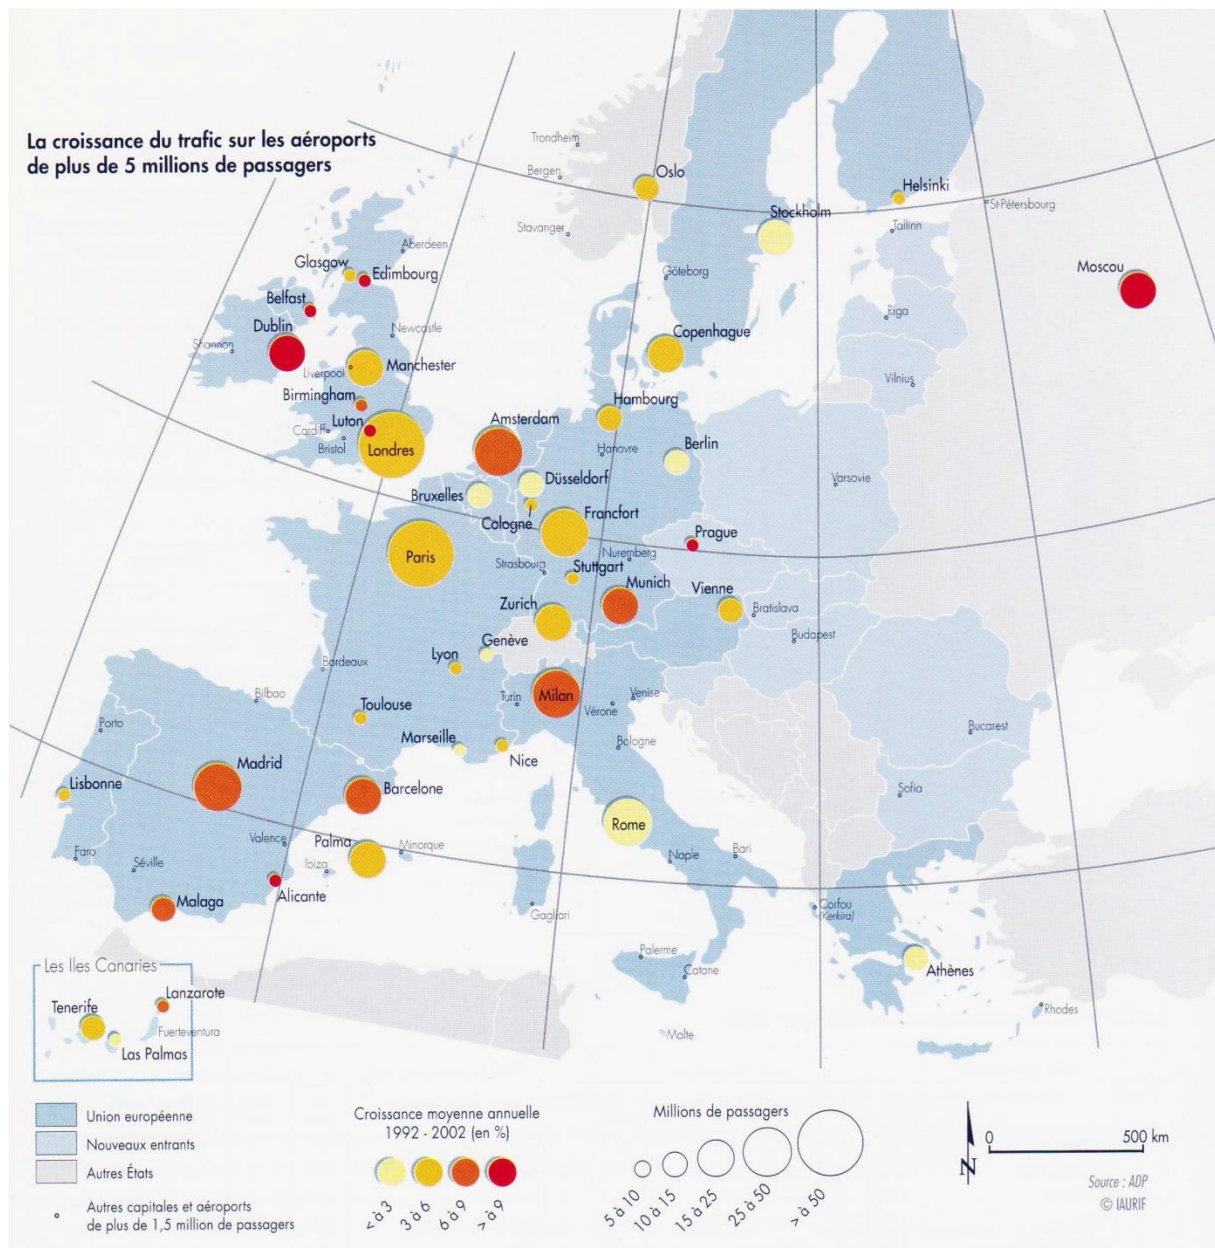 La croissance du trafic sur les aéroports
de plus de 5 millions de passagers
Trondheim
Bergen
Oslo
Helsinki
St-Pétersbourg
Stavanger
Stockholm
Tallinn
Aberdeen
Glasgow
Edimbourg
Göteborg
Moscou
Belfast
Riga
Dublin
Newcastle
Copenhague
Shannon
Liverpool
Manchester
Vilnius
Birmingham
Hambourg
Luton
Amsterdam
Cardiff
Bristol
Londres
Hanovre
Berlin
Düsseldorf
Varsovie
Bruxelles
Cologne
Francfort
Prague
Paris
Nuremberg
Strasbourg
Stuttgart
Munich
Vienne
Zurich
Bratislava
Genève
Budapest
Lyon
Bordeaux
Bilbao
Turin
Milan
Venise
Vérone
Toulouse
Porto
Marseille
Nice
Bologne
Bucarest
Madrid
Lisbonne
Barcelone
Sofia
Rome
Valence
Palma
Minorque
Faro
Séville
Ibiza
Naple
Bari
Alicante
Malaga
Gagliari
Corfou
(Kerkira)
Palerme
Catane
Athènes
Les Iles Canaries
Lanzarote
Tenerife
Fuerteventura
Las Palmas
Malte
Rhodes
Union européenne
Nouveaux entrants
Autres États
Autres capitales et aéroports
de plus de 1,5 million de passagers
Croissance moyenne annuelle
1992 - 2002 (en %)
< à 3
3 à 6
6 à 9
> à 9
Millions de passagers
5 à 10
10 à 15
15 à 25
25 à 50
> à 50
N
0
500 km
Source : ADP
© IAURIF